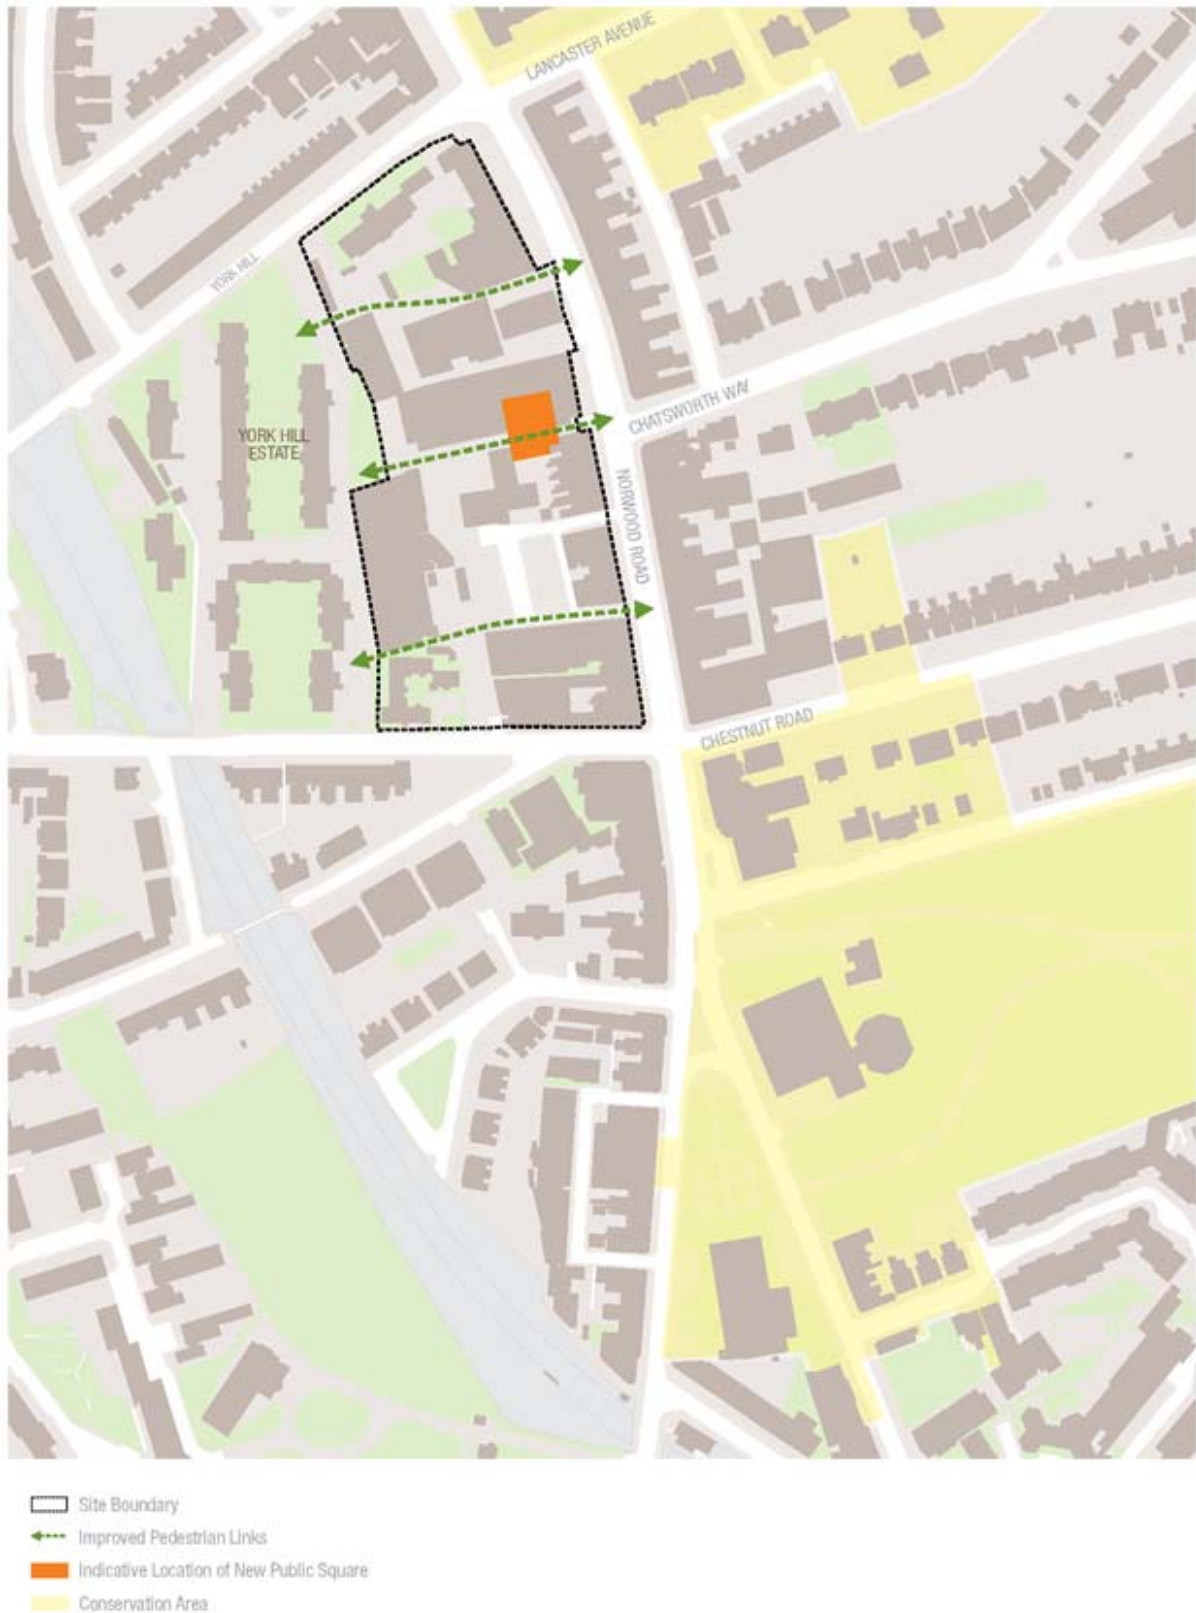 LANCASTER AVENUE
YORK HILL
CHATSWORTH WAY
YORK HILL
ESTATE
NORWOOD ROAD
CHESTNUT ROAD
Site Boundary
Improved Pedestrian Links
Indicative Location of New Public Square
Conservation Area